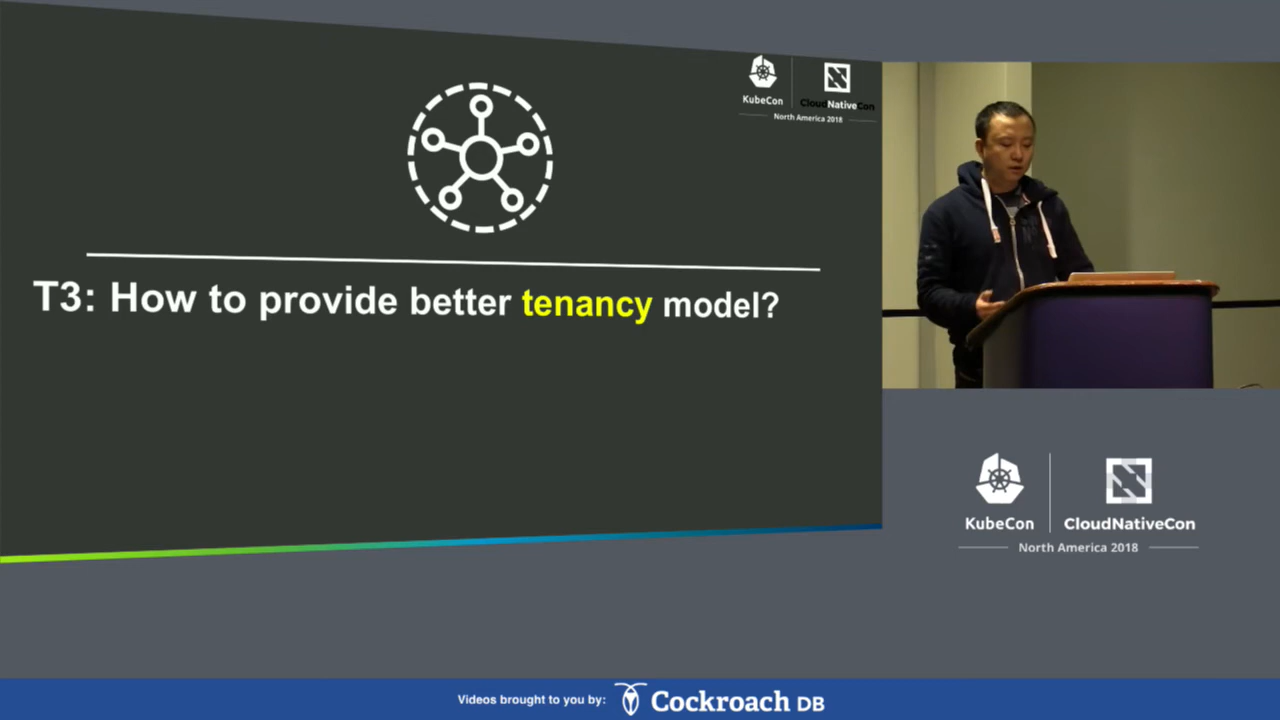 KubeCon
CloudNativeCon
North America 2018
T3: How to provide better tenancy model?
KubeCon
CloudNativeCon
North America 2018
Videos brought to you by:
Cockroach DB